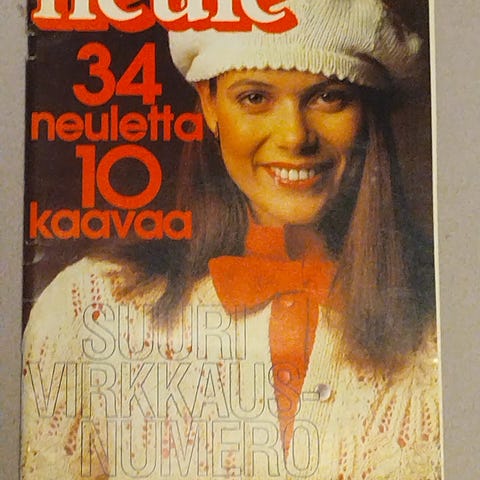 neule
34
neuletta
10
kaavaa
SUURI
VIRKKAUS-
NUMERO